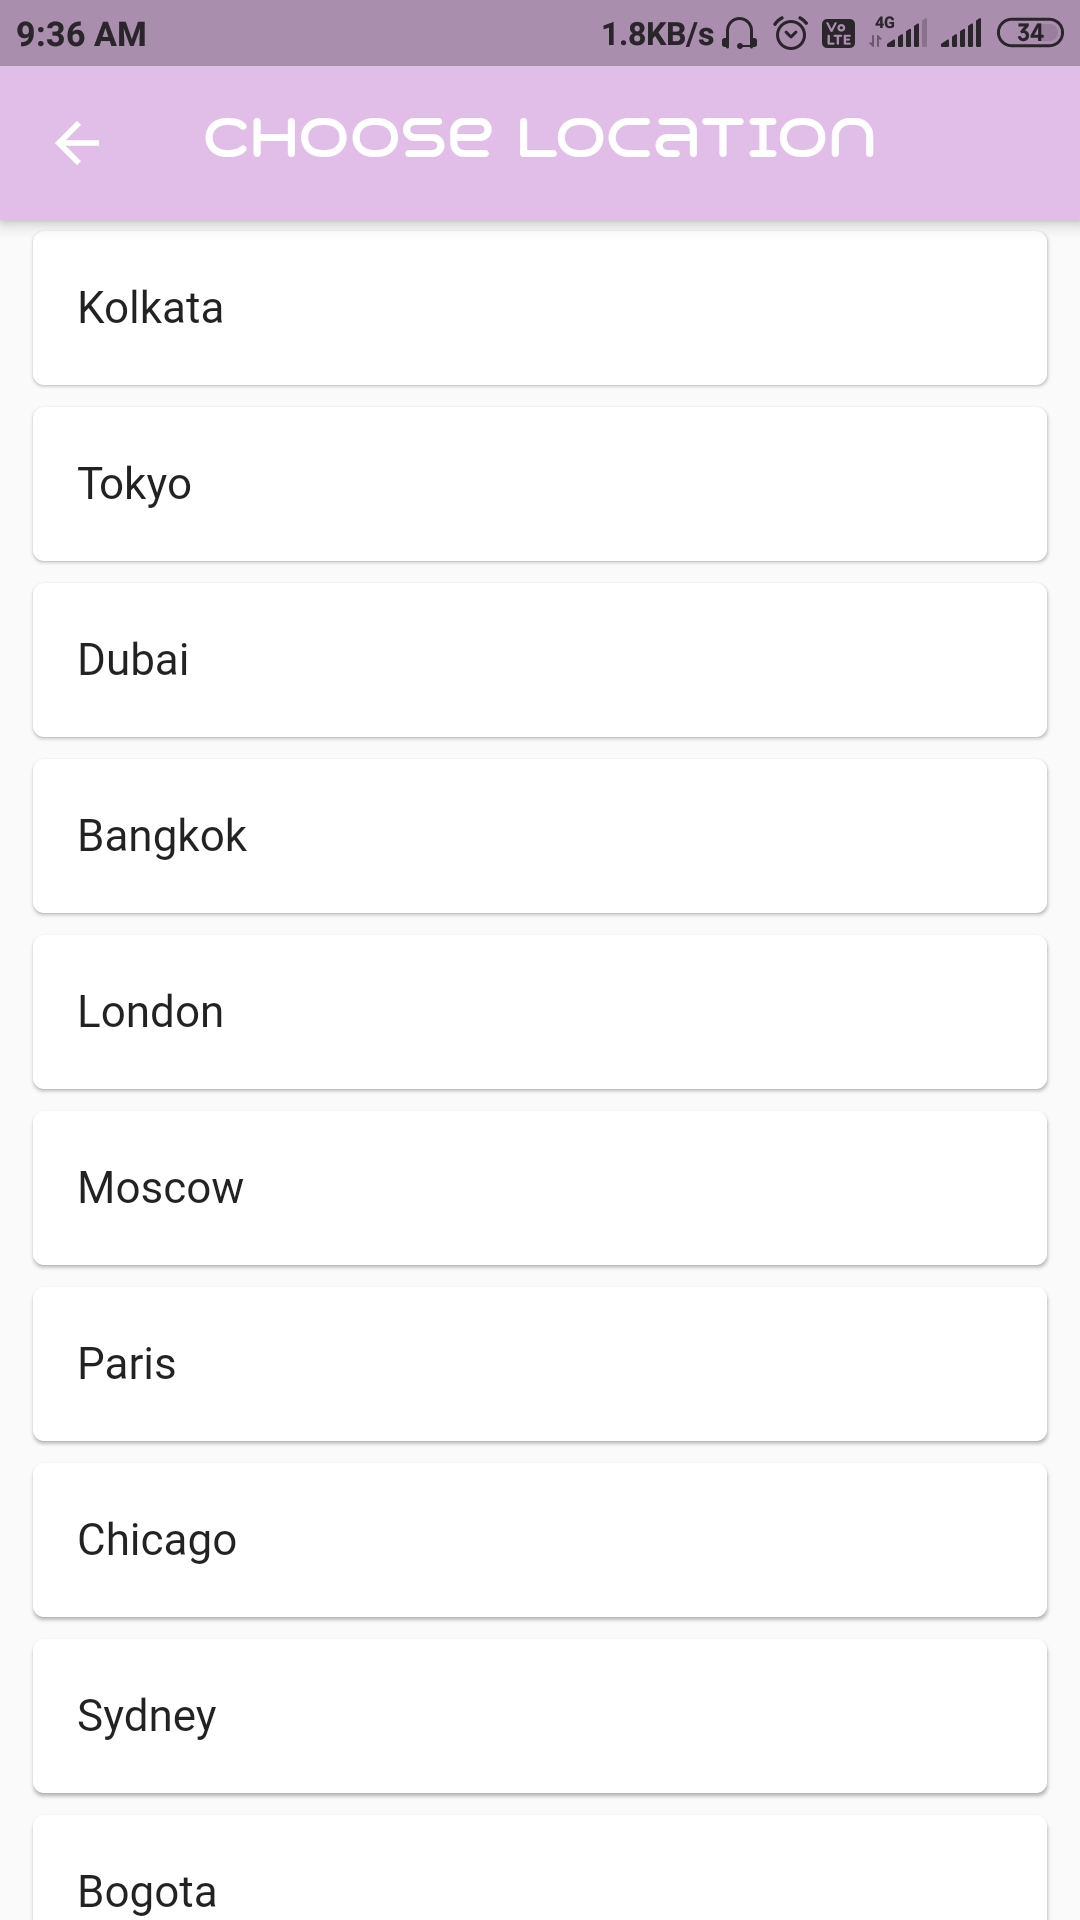 9:36 AM 1.8KB/s Vo LTE 4G 34
CHOOSE LOCATION
Kolkata
Tokyo
Dubai
Bangkok
London
Moscow
Paris
Chicago
Sydney
Bogota